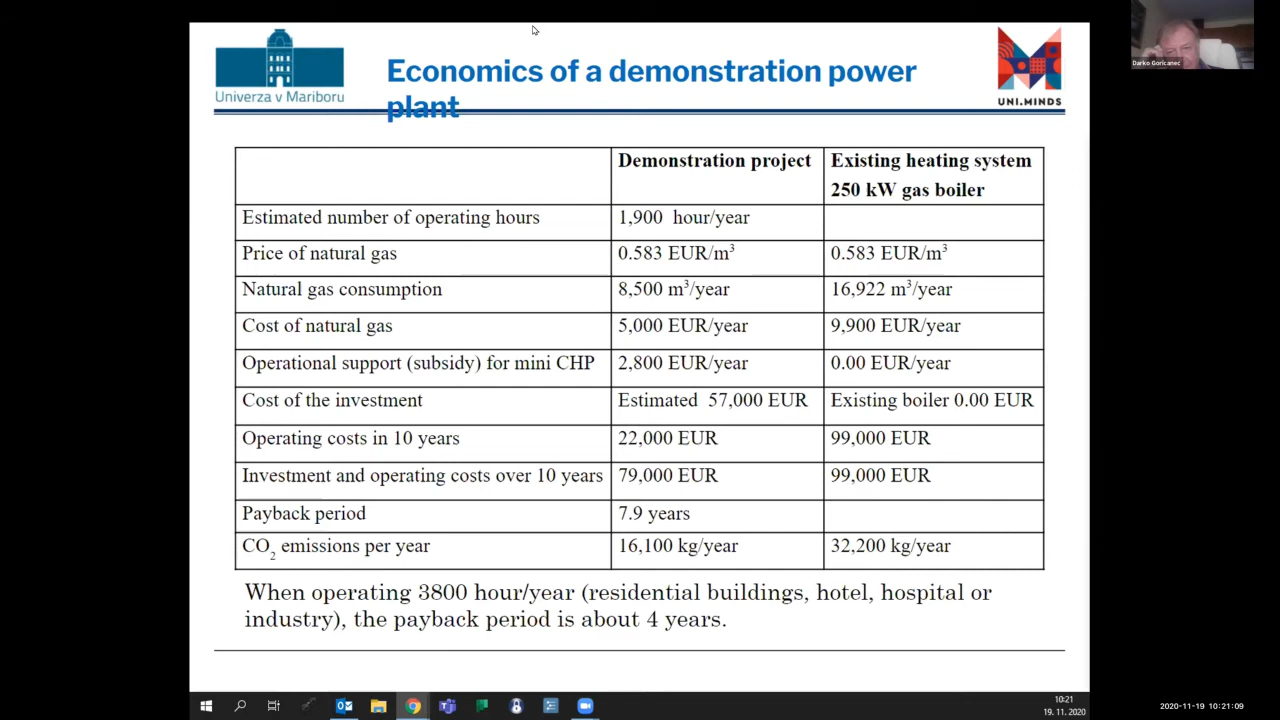 Univerza v Mariboru
Economics of a demonstration power
plant
UNI.MINDS
Darko Goricanec
Demonstration project
Existing heating system
250 kW gas boiler
Estimated number of operating hours
1,900 hour/year
Price of natural gas
0.583 EUR/m³
0.583 EUR/m³
Natural gas consumption
8,500 m³/year
16,922 m³/year
Cost of natural gas
5,000 EUR/year
9,900 EUR/year
Operational support (subsidy) for mini CHP
2,800 EUR/year
0.00 EUR/year
Cost of the investment
Estimated 57,000 EUR
Existing boiler 0.00 EUR
Operating costs in 10 years
22,000 EUR
99,000 EUR
Investment and operating costs over 10 years
79,000 EUR
99,000 EUR
Payback period
7.9 years
CO₂ emissions per year
16,100 kg/year
32,200 kg/year
When operating 3800 hour/year (residential buildings, hotel, hospital or
industry), the payback period is about 4 years.
10:21
19. 11. 2020
2020-11-19 10:21:09